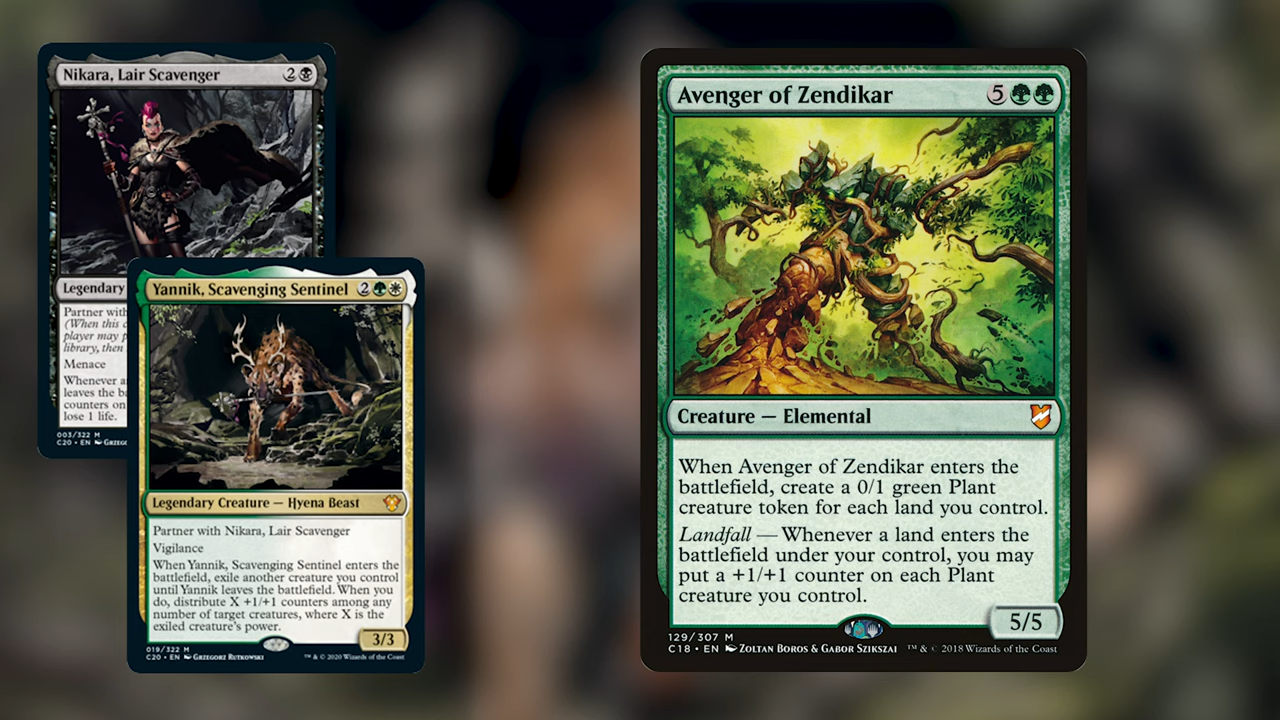 Nikara, Lair Scavenger 2
Legendary
Partner with
(When this c
player may p
library, then
Menace
Whenever a
leaves the ba
counters on
lose 1 life.
003/322 M
C20 • EN GRZEGO
Yannik, Scavenging Sentinel 2
Legendary Creature — Hyena Beast
Partner with Nikara, Lair Scavenger
Vigilance
When Yannik, Scavenging Sentinel enters the
battlefield, exile another creature you control
until Yannik leaves the battlefield. When you
do, distribute X +1/+1 counters among any
number of target creatures, where X is the
exiled creature's power.
3/3
019/322 M
C20 • EN GRZEGORZ RUTKOWSKI ™ & © 2020 Wizards of the Coast
Avenger of Zendikar 5
Creature — Elemental
When Avenger of Zendikar enters the
battlefield, create a 0/1 green Plant
creature token for each land you control.
Landfall — Whenever a land enters the
battlefield under your control, you may
put a +1/+1 counter on each Plant
creature you control.
5/5
129/307 M
C18 • EN ZOLTAN BOROS & GABOR SZIKSZAI ™ & © 2018 Wizards of the Coast